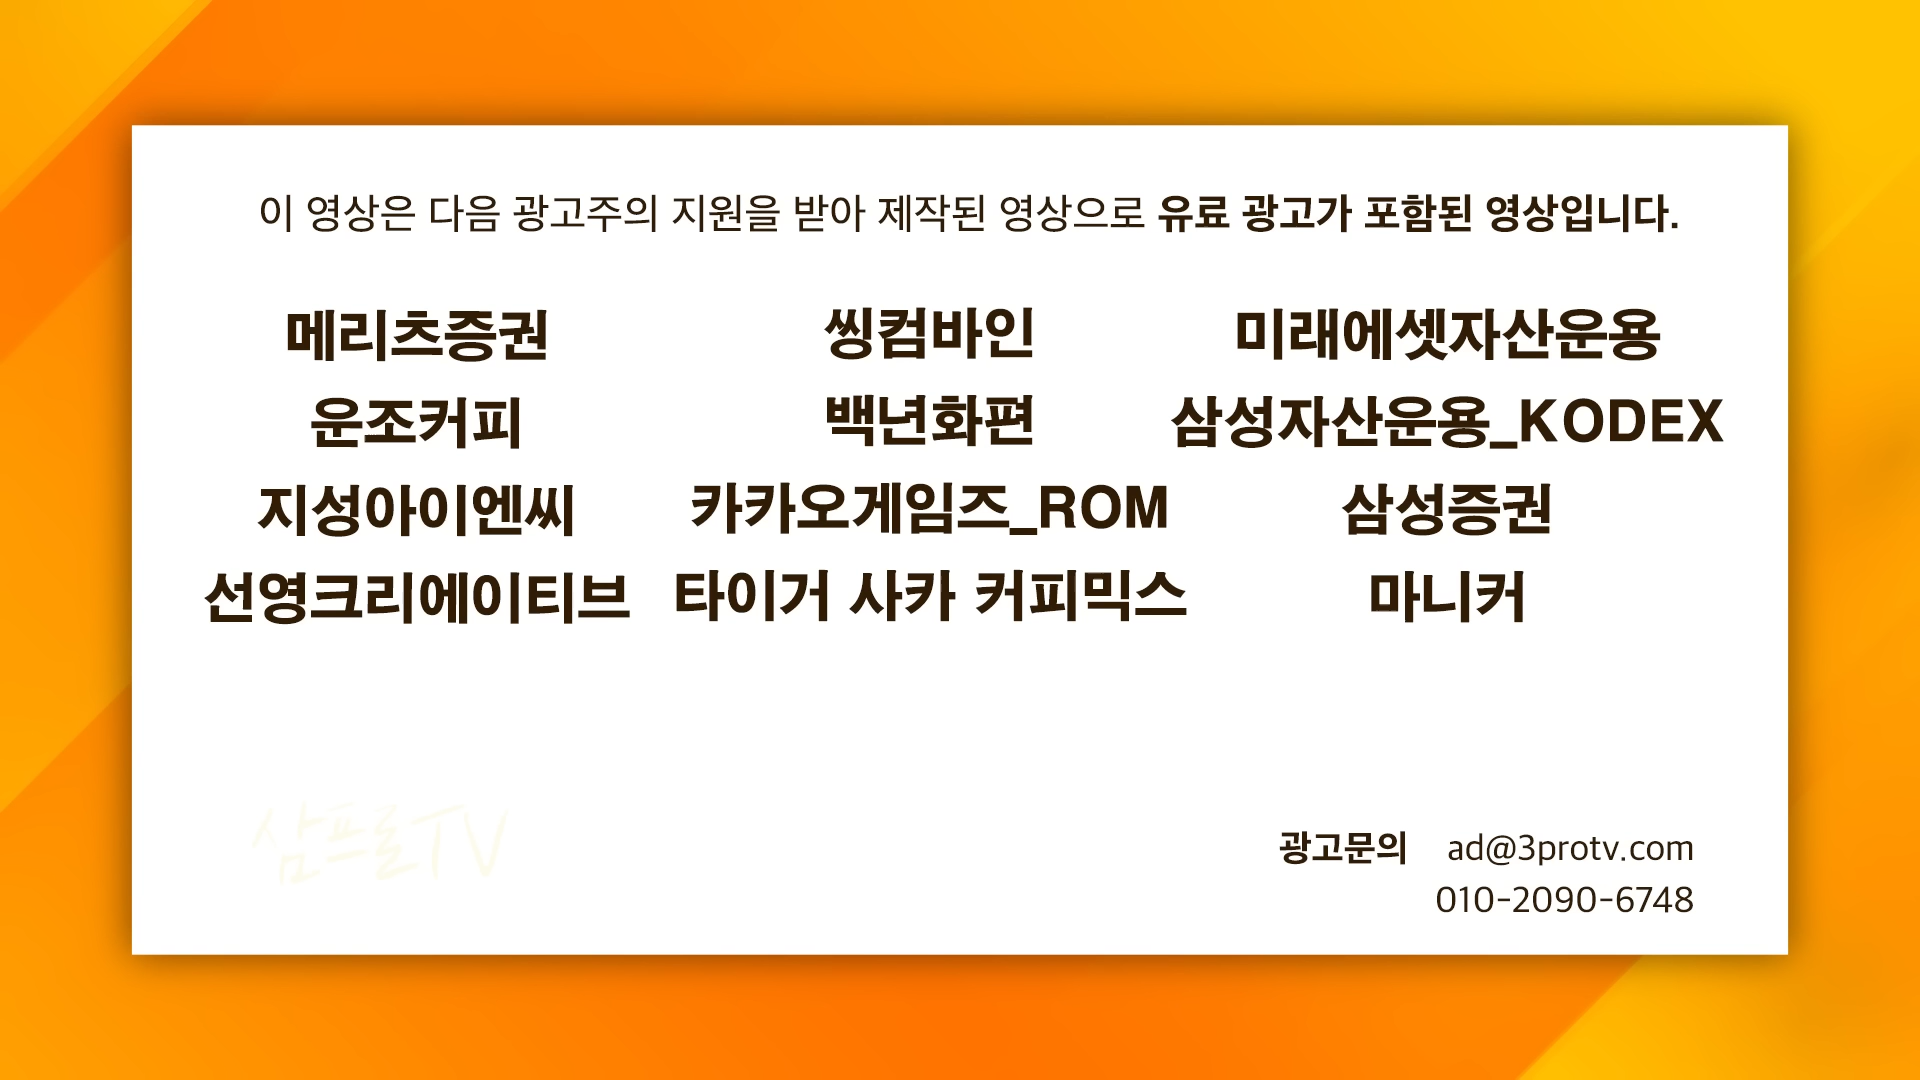 이 영상은 다음 광고주의 지원을 받아 제작된 영상으로 유료 광고가 포함된 영상입니다.
메리츠증권 씽컴바인 미래에셋자산운용
운조커피 백년화편 삼성자산운용_KODEX
지성아이엔씨 카카오게임즈_ROM 삼성증권
선영크리에이티브 타이거 사카 커피믹스 마니커
삼프로TV
광고문의 ad@3protv.com
010-2090-6748